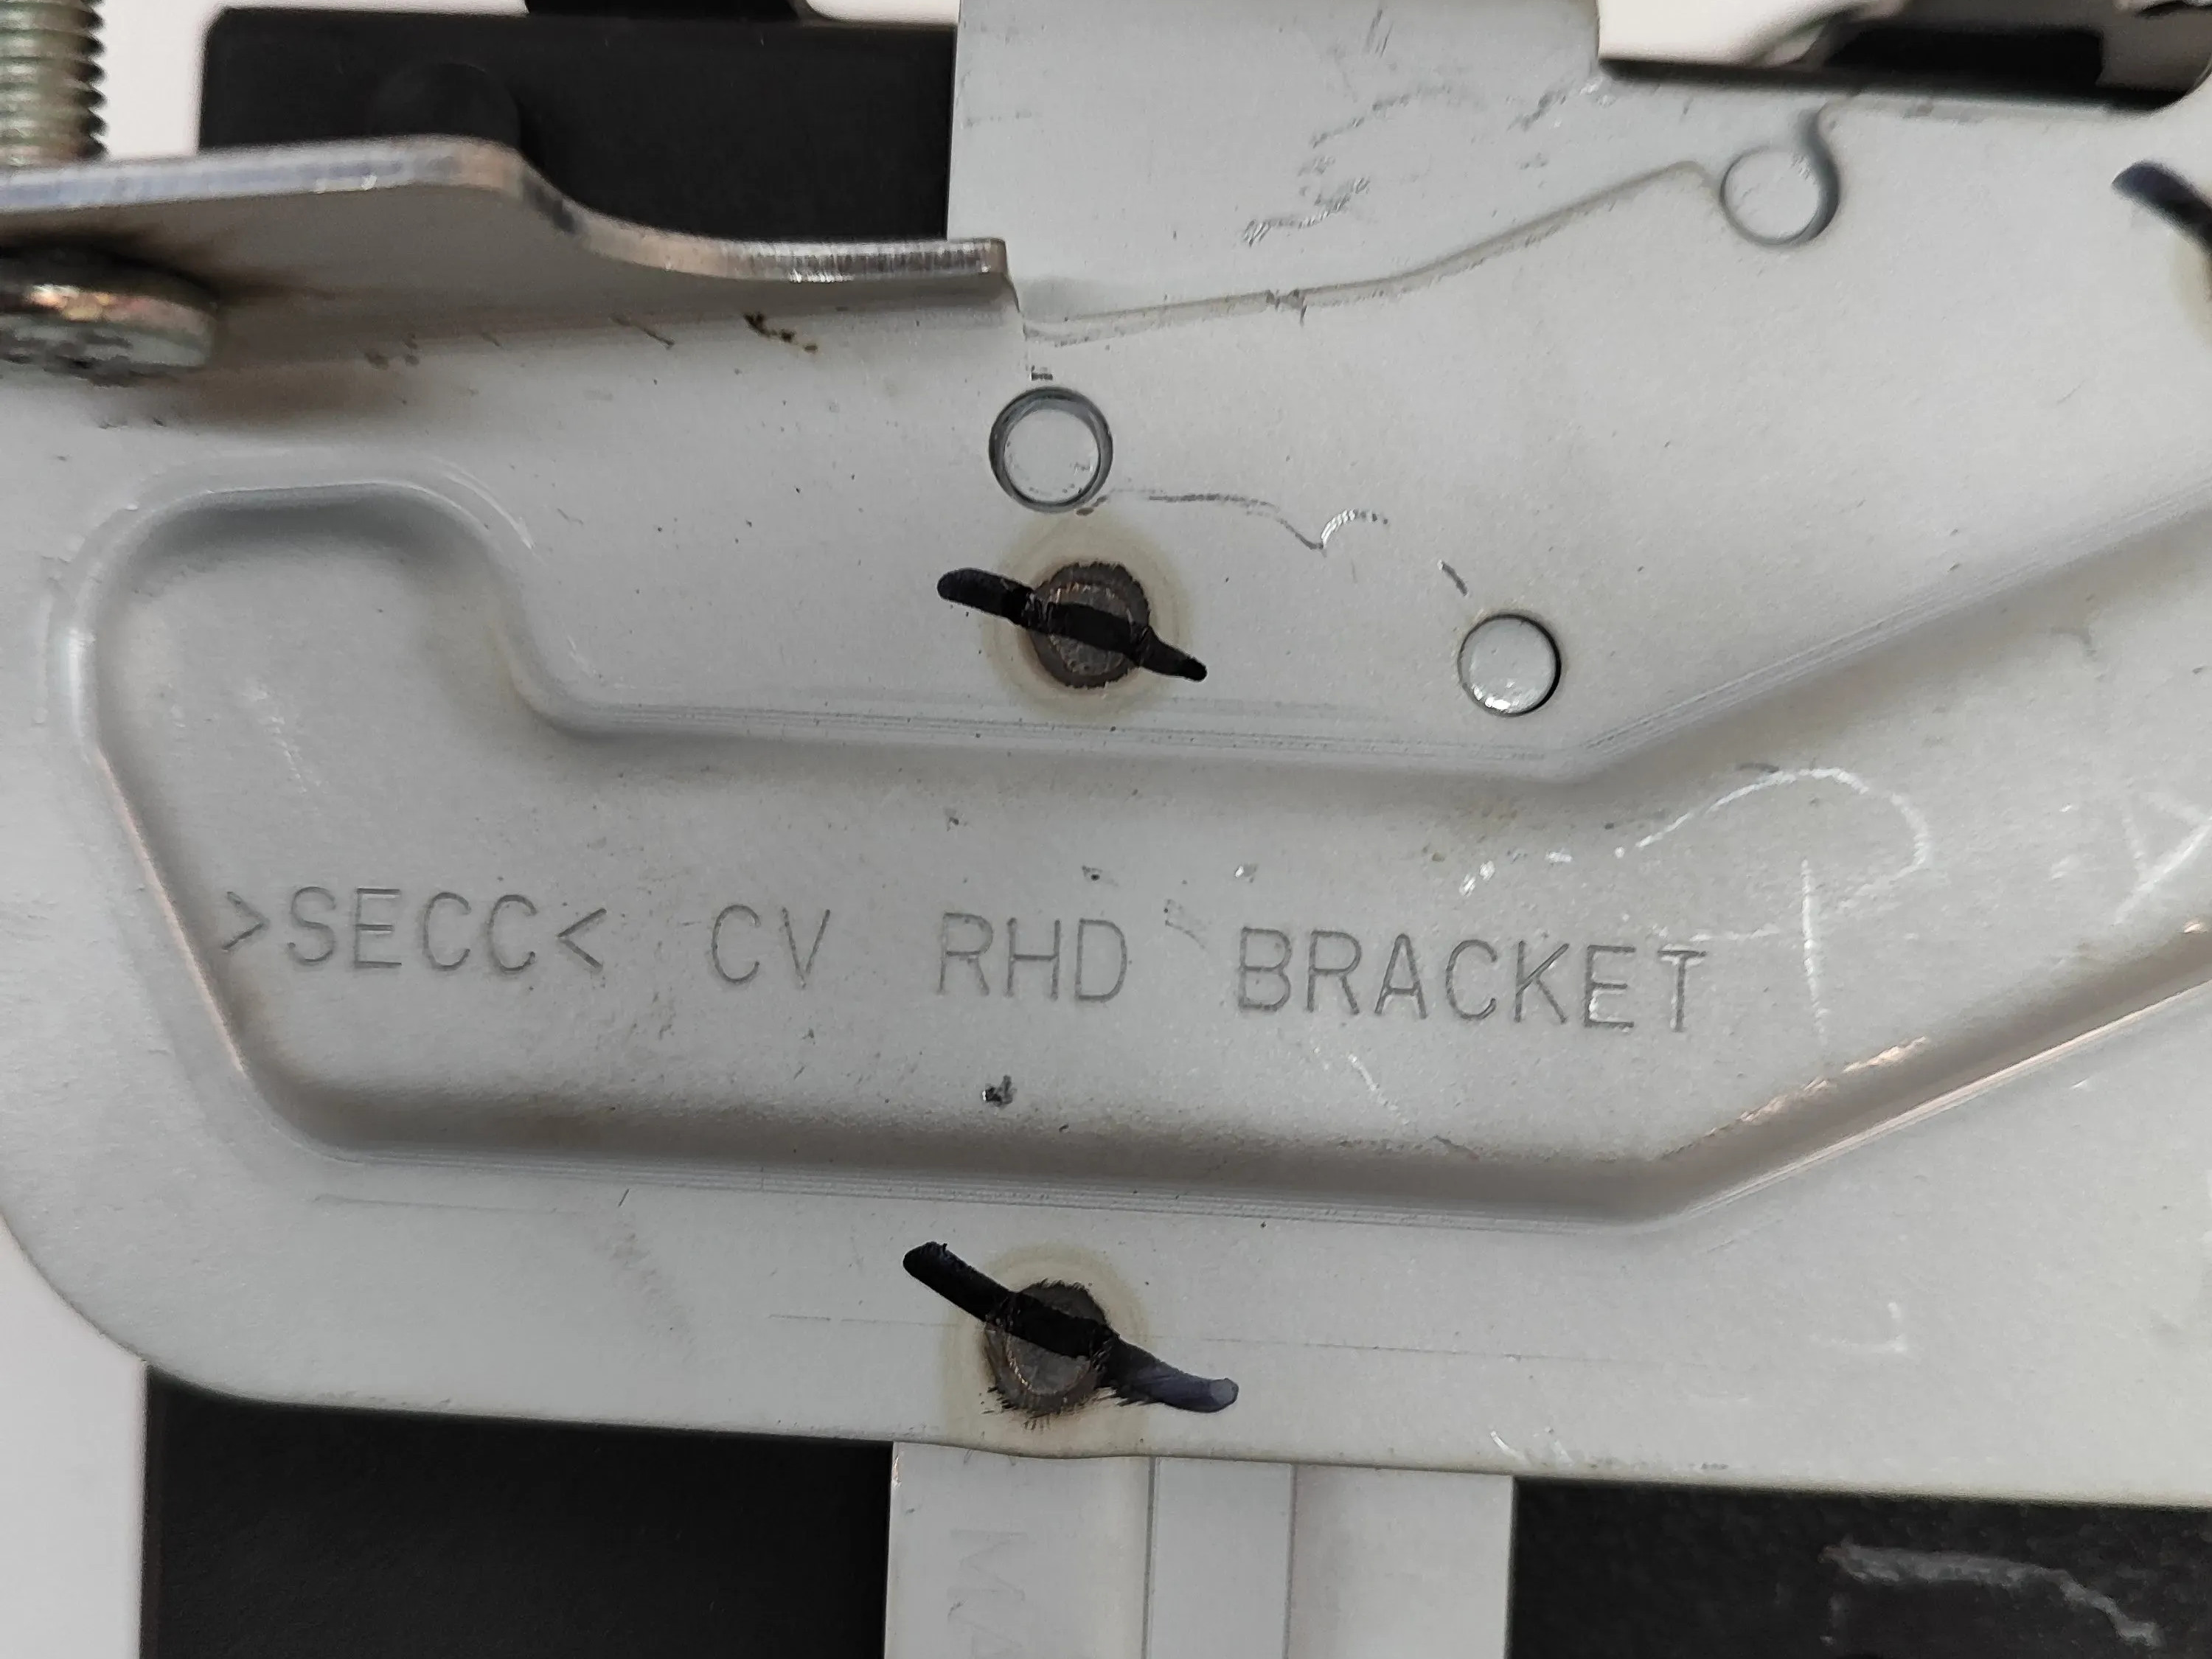 >SECC< CV RHD BRACKET